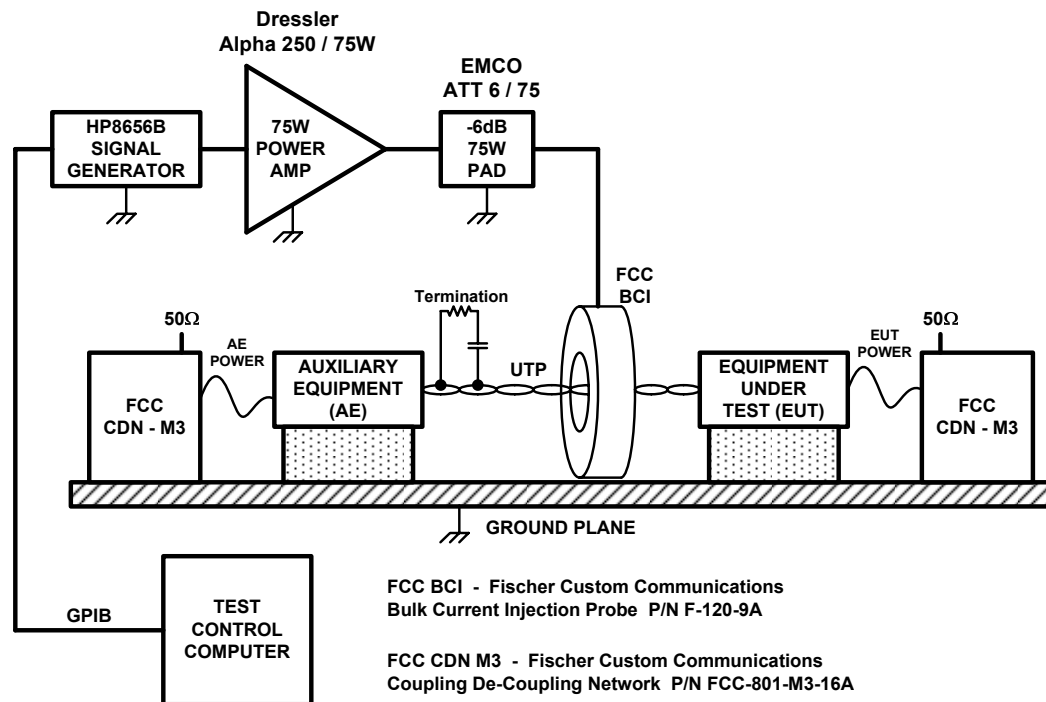 Dressler
Alpha 250 / 75W
EMCO
ATT 6 / 75
HP8656B
SIGNAL
GENERATOR
75W
POWER
AMP
-6dB
75W
PAD
FCC
BCI
Termination
50Ω
AE
POWER
UTP
EUT
POWER
50Ω
FCC
CDN - M3
AUXILIARY
EQUIPMENT
(AE)
EQUIPMENT
UNDER
TEST (EUT)
FCC
CDN - M3
GROUND PLANE
GPIB
TEST
CONTROL
COMPUTER
FCC BCI - Fischer Custom Communications
Bulk Current Injection Probe P/N F-120-9A
FCC CDN M3 - Fischer Custom Communications
Coupling De-Coupling Network P/N FCC-801-M3-16A